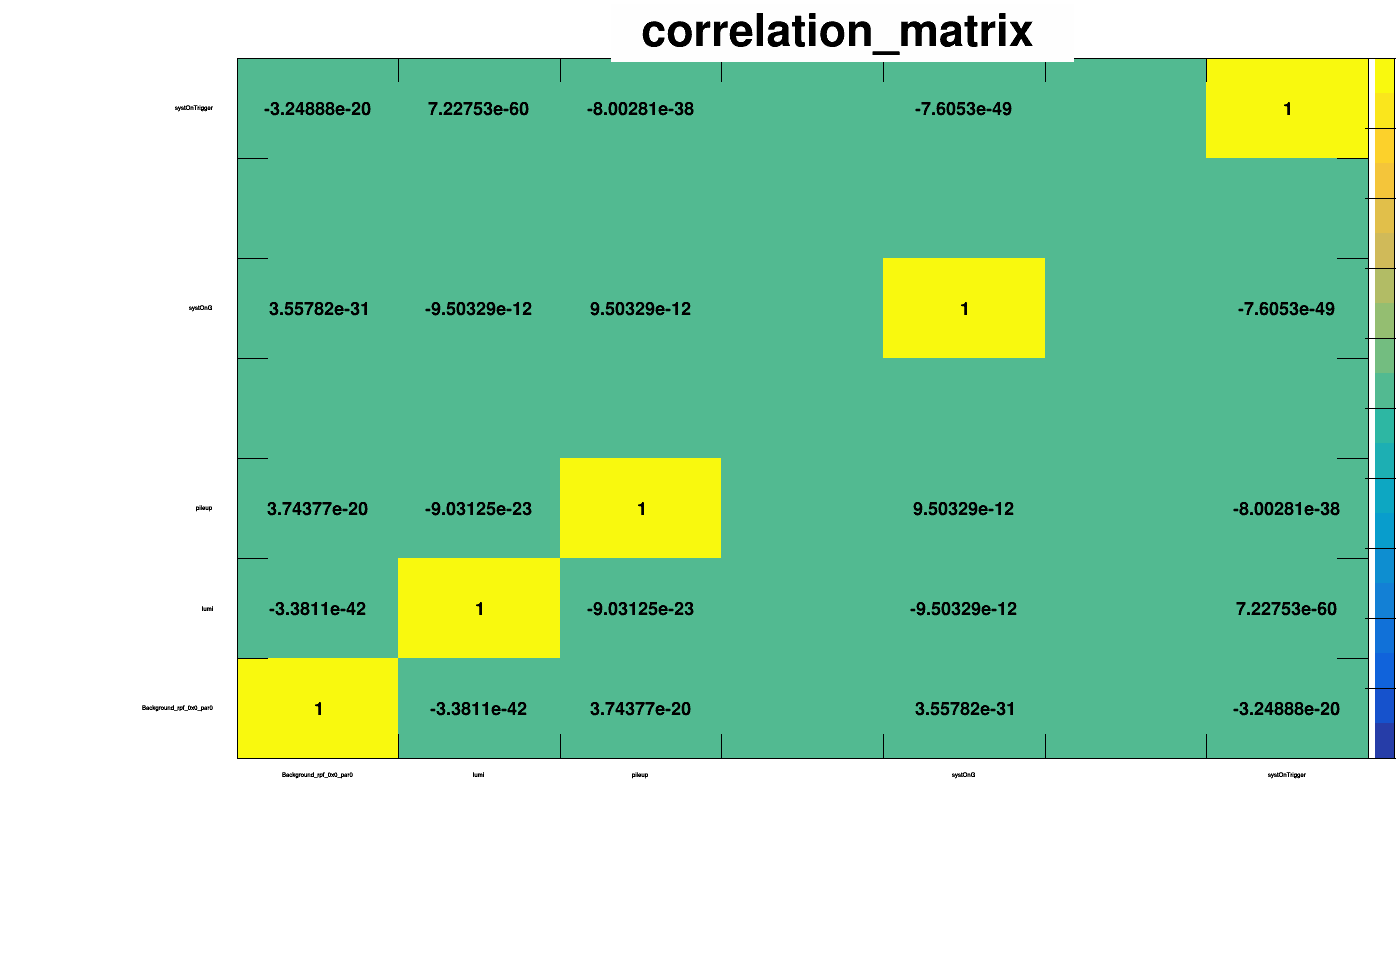 correlation_matrix
systOnTrigger -3.24888e-20 7.22753e-60 -8.00281e-38 -7.6053e-49 1
systOnG 3.55782e-31 -9.50329e-12 9.50329e-12 1 -7.6053e-49
pileup 3.74377e-20 -9.03125e-23 1 9.50329e-12 -8.00281e-38
lumi -3.3811e-42 1 -9.03125e-23 -9.50329e-12 7.22753e-60
Background_rpf_0x0_par0 1 -3.3811e-42 3.74377e-20 3.55782e-31 -3.24888e-20
Background_rpf_0x0_par0 lumi pileup systOnG systOnTrigger